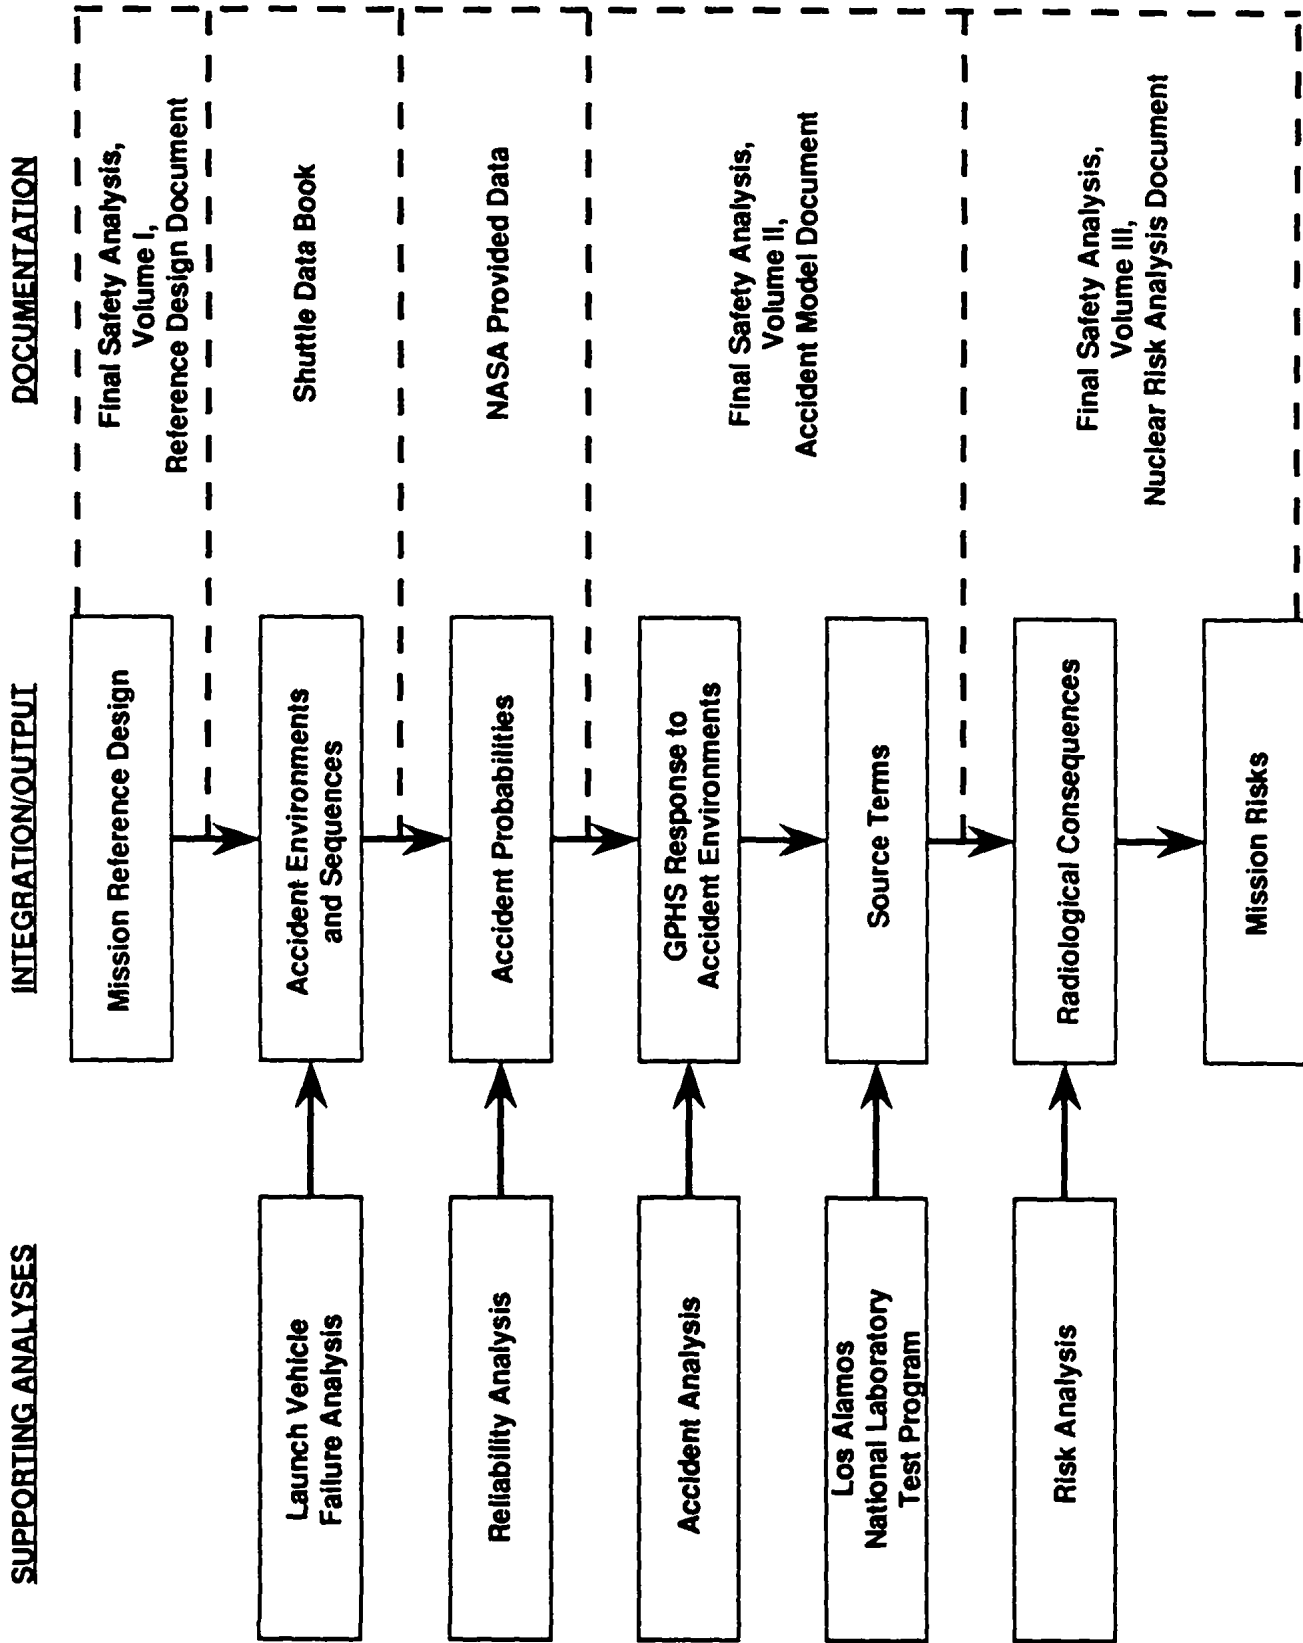 SUPPORTING ANALYSES
INTEGRATION/OUTPUT
DOCUMENTATION
Mission Reference Design
Final Safety Analysis,
Volume I,
Reference Design Document
Launch Vehicle
Failure Analysis
Accident Environments
and Sequences
Shuttle Data Book
Reliability Analysis
Accident Probabilities
NASA Provided Data
Accident Analysis
GPHS Response to
Accident Environments
Final Safety Analysis,
Volume II,
Accident Model Document
Los Alamos
National Laboratory
Test Program
Source Terms
Risk Analysis
Radiological Consequences
Final Safety Analysis,
Volume III,
Nuclear Risk Analysis Document
Mission Risks